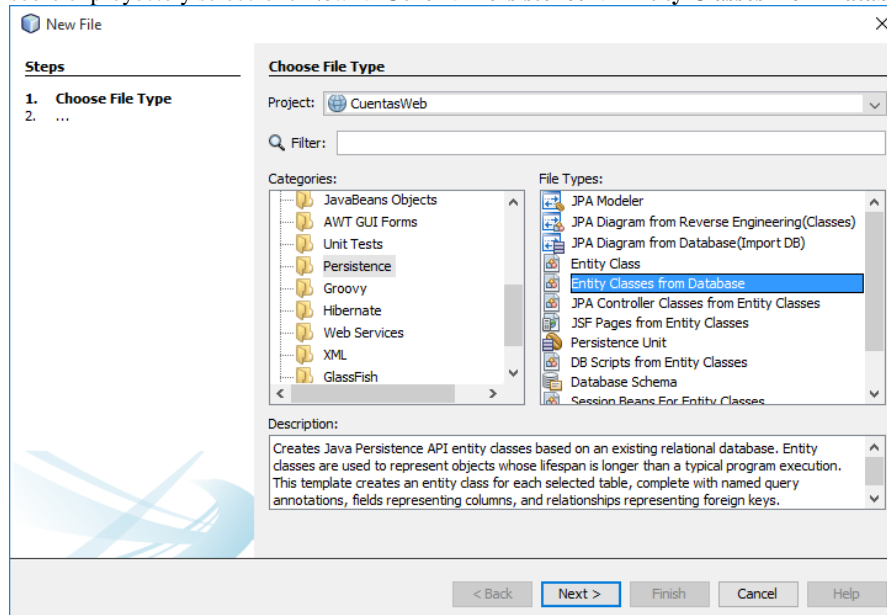 New File
Steps
1. Choose File Type
2. ...
Choose File Type
Project: CuentasWeb
Filter:
Categories:
JavaBeans Objects
AWT GUI Forms
Unit Tests
Persistence
Groovy
Hibernate
Web Services
XML
GlassFish
File Types:
JPA Modeler
JPA Diagram from Reverse Engineering(Classes)
JPA Diagram from Database(Import DB)
Entity Class
Entity Classes from Database
JPA Controller Classes from Entity Classes
JSF Pages from Entity Classes
Persistence Unit
DB Scripts from Entity Classes
Database Schema
Session Beans For Entity Classes
Description:
Creates Java Persistence API entity classes based on an existing relational database. Entity
classes are used to represent objects whose lifespan is longer than a typical program execution.
This template creates an entity class for each selected table, complete with named query
annotations, fields representing columns, and relationships representing foreign keys.
< Back Next > Finish Cancel Help